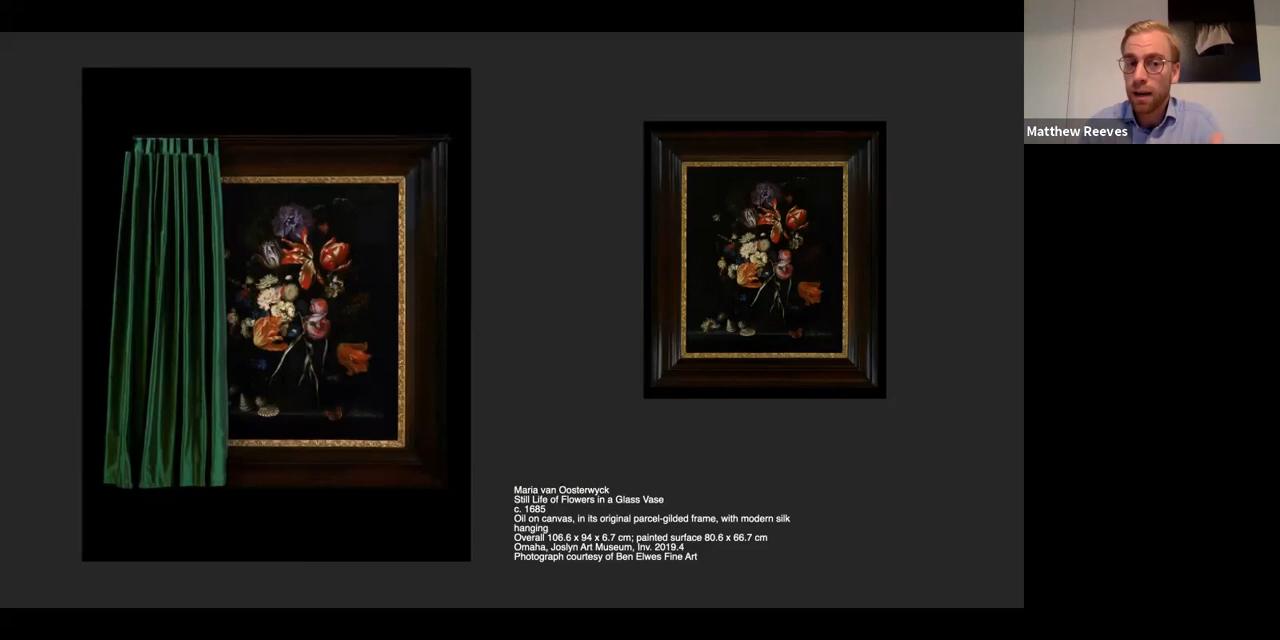 Matthew Reeves
Maria van Oosterwyck
Still Life of Flowers in a Glass Vase
c. 1685
Oil on canvas, in its original parcel-gilded frame, with modern silk
hanging
Overall 106.6 x 94 x 6.7 cm; painted surface 80.6 x 66.7 cm
Omaha, Joslyn Art Museum, Inv. 2019.4
Photograph courtesy of Ben Elwes Fine Art